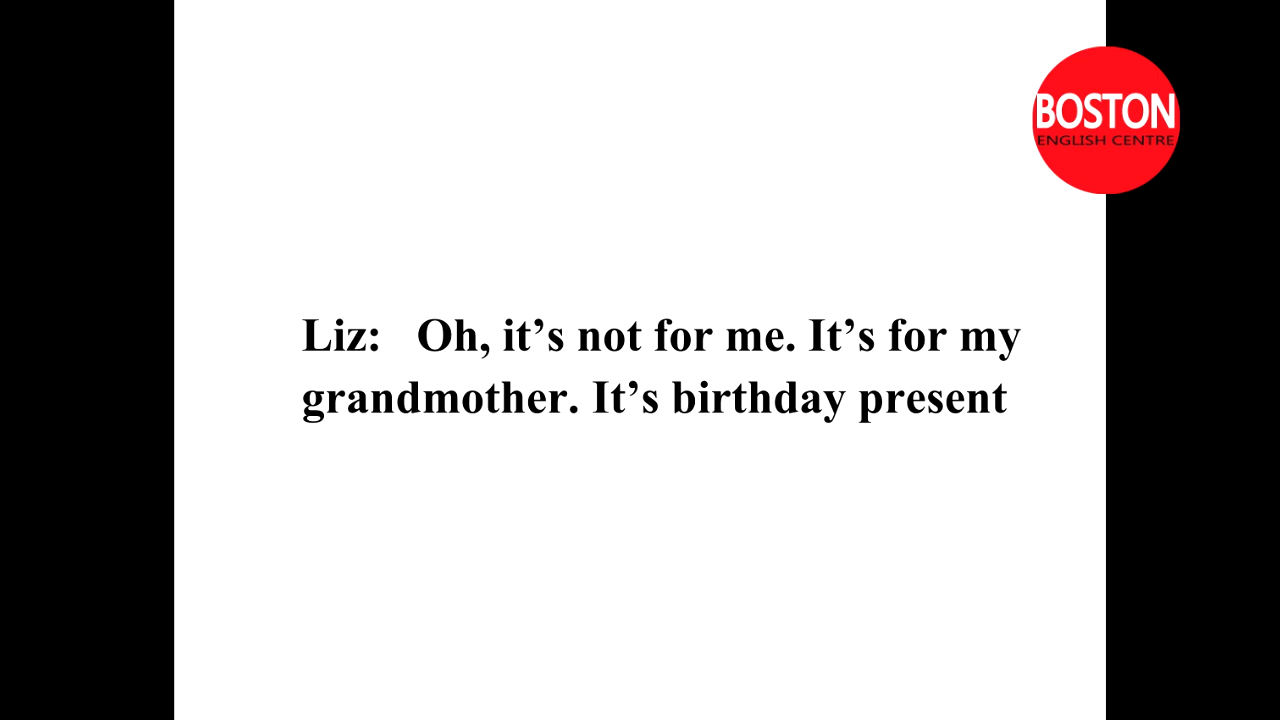 BOSTON
ENGLISH CENTRE
Liz: Oh, it’s not for me. It’s for my
grandmother. It’s birthday present